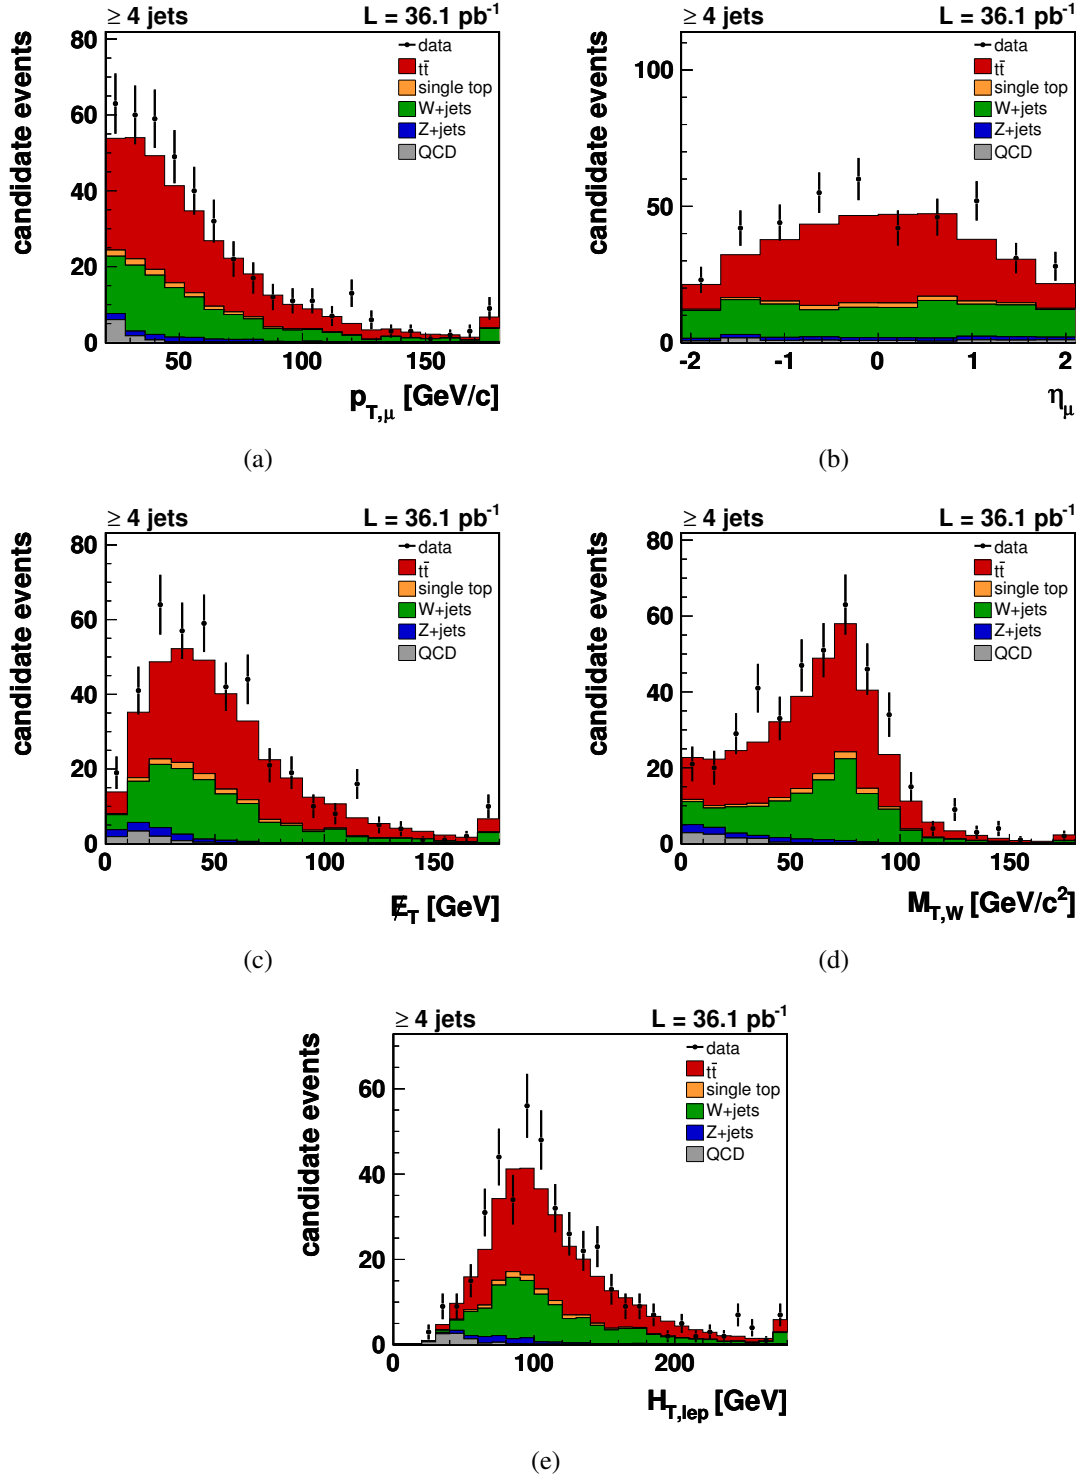 ≥ 4 jets L = 36.1 pb⁻¹
candidate events
80
60
40
20
0
data
tt̄
single top
W+jets
Z+jets
QCD
50 100 150
p_T,μ [GeV/c]
(a)
≥ 4 jets L = 36.1 pb⁻¹
candidate events
100
50
0
data
tt̄
single top
W+jets
Z+jets
QCD
-2 -1 0 1 2
η_μ
(b)
≥ 4 jets L = 36.1 pb⁻¹
candidate events
80
60
40
20
0
data
tt̄
single top
W+jets
Z+jets
QCD
0 50 100 150
E̸_T [GeV]
(c)
≥ 4 jets L = 36.1 pb⁻¹
candidate events
80
60
40
20
0
data
tt̄
single top
W+jets
Z+jets
QCD
0 50 100 150
M_T,W [GeV/c²]
(d)
≥ 4 jets L = 36.1 pb⁻¹
candidate events
60
40
20
0
data
tt̄
single top
W+jets
Z+jets
QCD
0 100 200
H_T,lep [GeV]
(e)